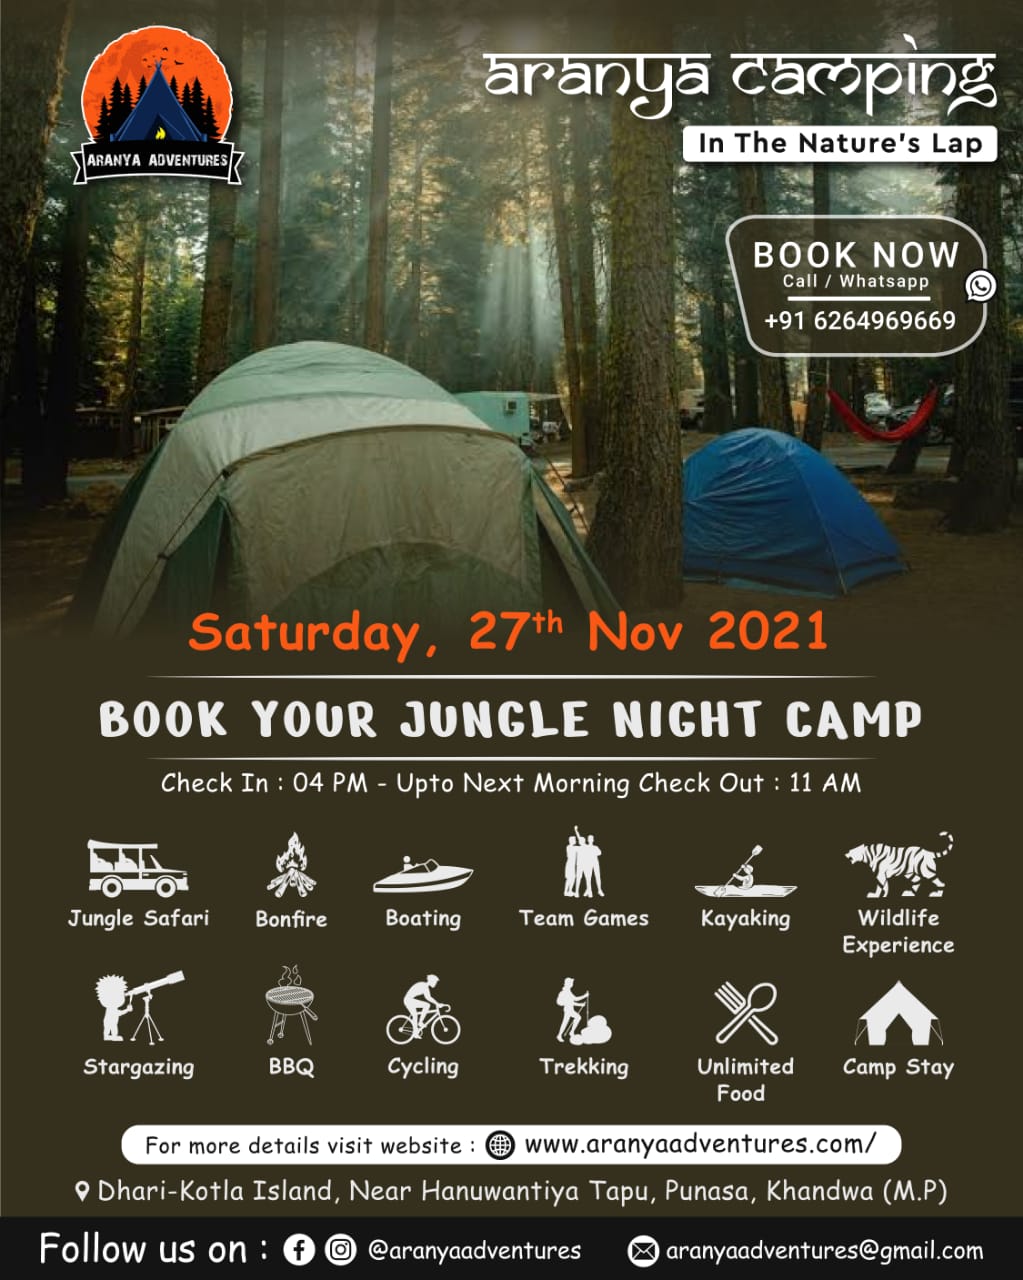 ARANYA ADVENTURES
aranya camping
In The Nature's Lap
BOOK NOW
Call / Whatsapp
+91 6264969669
Saturday, 27th Nov 2021
BOOK YOUR JUNGLE NIGHT CAMP
Check In : 04 PM - Upto Next Morning Check Out : 11 AM
Jungle Safari
Bonfire
Boating
Team Games
Kayaking
Wildlife
Experience
Stargazing
BBQ
Cycling
Trekking
Unlimited
Food
Camp Stay
For more details visit website : www.aranyaadventures.com/
Dhari-Kotla Island, Near Hanuwantiya Tapu, Punasa, Khandwa (M.P)
Follow us on : @aranyaadventures aranyaadventures@gmail.com